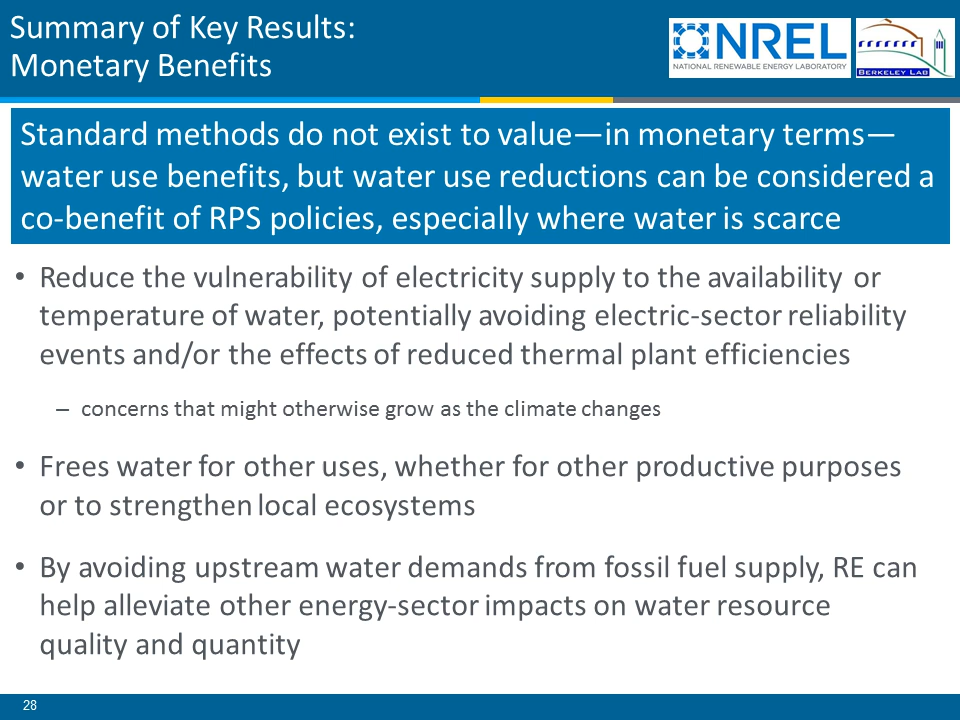 Summary of Key Results:
Monetary Benefits
NREL
NATIONAL RENEWABLE ENERGY LABORATORY
BERKELEY LAB
Standard methods do not exist to value—in monetary terms—
water use benefits, but water use reductions can be considered a
co-benefit of RPS policies, especially where water is scarce
• Reduce the vulnerability of electricity supply to the availability or
temperature of water, potentially avoiding electric-sector reliability
events and/or the effects of reduced thermal plant efficiencies
– concerns that might otherwise grow as the climate changes
• Frees water for other uses, whether for other productive purposes
or to strengthen local ecosystems
• By avoiding upstream water demands from fossil fuel supply, RE can
help alleviate other energy-sector impacts on water resource
quality and quantity
28